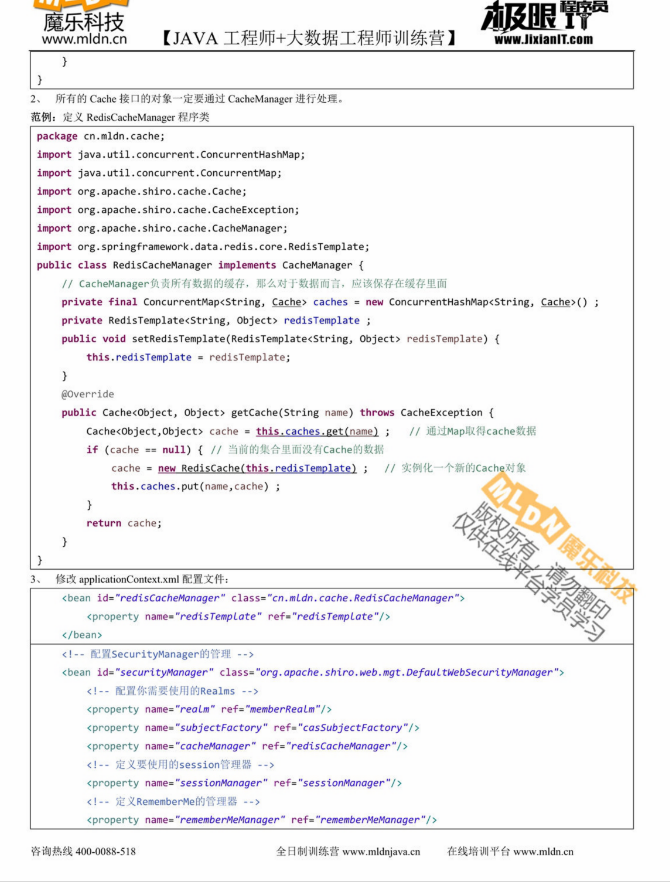 魔乐科技
www.mldn.cn
【JAVA 工程师+大数据工程师训练营】
极限IT
程序员
www.JixianIT.com
}
}
2、 所有的 Cache 接口的对象一定要通过 CacheManager 进行处理。
范例：定义 RedisCacheManager 程序类
package cn.mldn.cache;
import java.util.concurrent.ConcurrentHashMap;
import java.util.concurrent.ConcurrentMap;
import org.apache.shiro.cache.Cache;
import org.apache.shiro.cache.CacheException;
import org.apache.shiro.cache.CacheManager;
import org.springframework.data.redis.core.RedisTemplate;
public class RedisCacheManager implements CacheManager {
// CacheManager负责所有数据的缓存，那么对于数据而言，应该保存在缓存里面
private final ConcurrentMap<String, Cache> caches = new ConcurrentHashMap<String, Cache>() ;
private RedisTemplate<String, Object> redisTemplate ;
public void setRedisTemplate(RedisTemplate<String, Object> redisTemplate) {
this.redisTemplate = redisTemplate;
}
@Override
public Cache<Object, Object> getCache(String name) throws CacheException {
Cache<Object,Object> cache = this.caches.get(name) ; // 通过Map取得cache数据
if (cache == null) { // 当前的集合里面没有Cache的数据
cache = new RedisCache(this.redisTemplate) ; // 实例化一个新的Cache对象
this.caches.put(name,cache) ;
}
return cache;
}
}
MLDN 魔乐科技
版权所有，请勿翻印
仅供在线平台学员学习
3、 修改 applicationContext.xml 配置文件：
<bean id="redisCacheManager" class="cn.mldn.cache.RedisCacheManager">
<property name="redisTemplate" ref="redisTemplate"/>
</bean>
<!-- 配置SecurityManager的管理 -->
<bean id="securityManager" class="org.apache.shiro.web.mgt.DefaultWebSecurityManager">
<!-- 配置你需要使用的Realms -->
<property name="realm" ref="memberRealm"/>
<property name="subjectFactory" ref="casSubjectFactory"/>
<property name="cacheManager" ref="redisCacheManager"/>
<!-- 定义要使用的session管理器 -->
<property name="sessionManager" ref="sessionManager"/>
<!-- 定义RememberMe的管理器 -->
<property name="rememberMeManager" ref="rememberMeManager"/>
咨询热线 400-0088-518 全日制训练营 www.mldnjava.cn 在线培训平台 www.mldn.cn